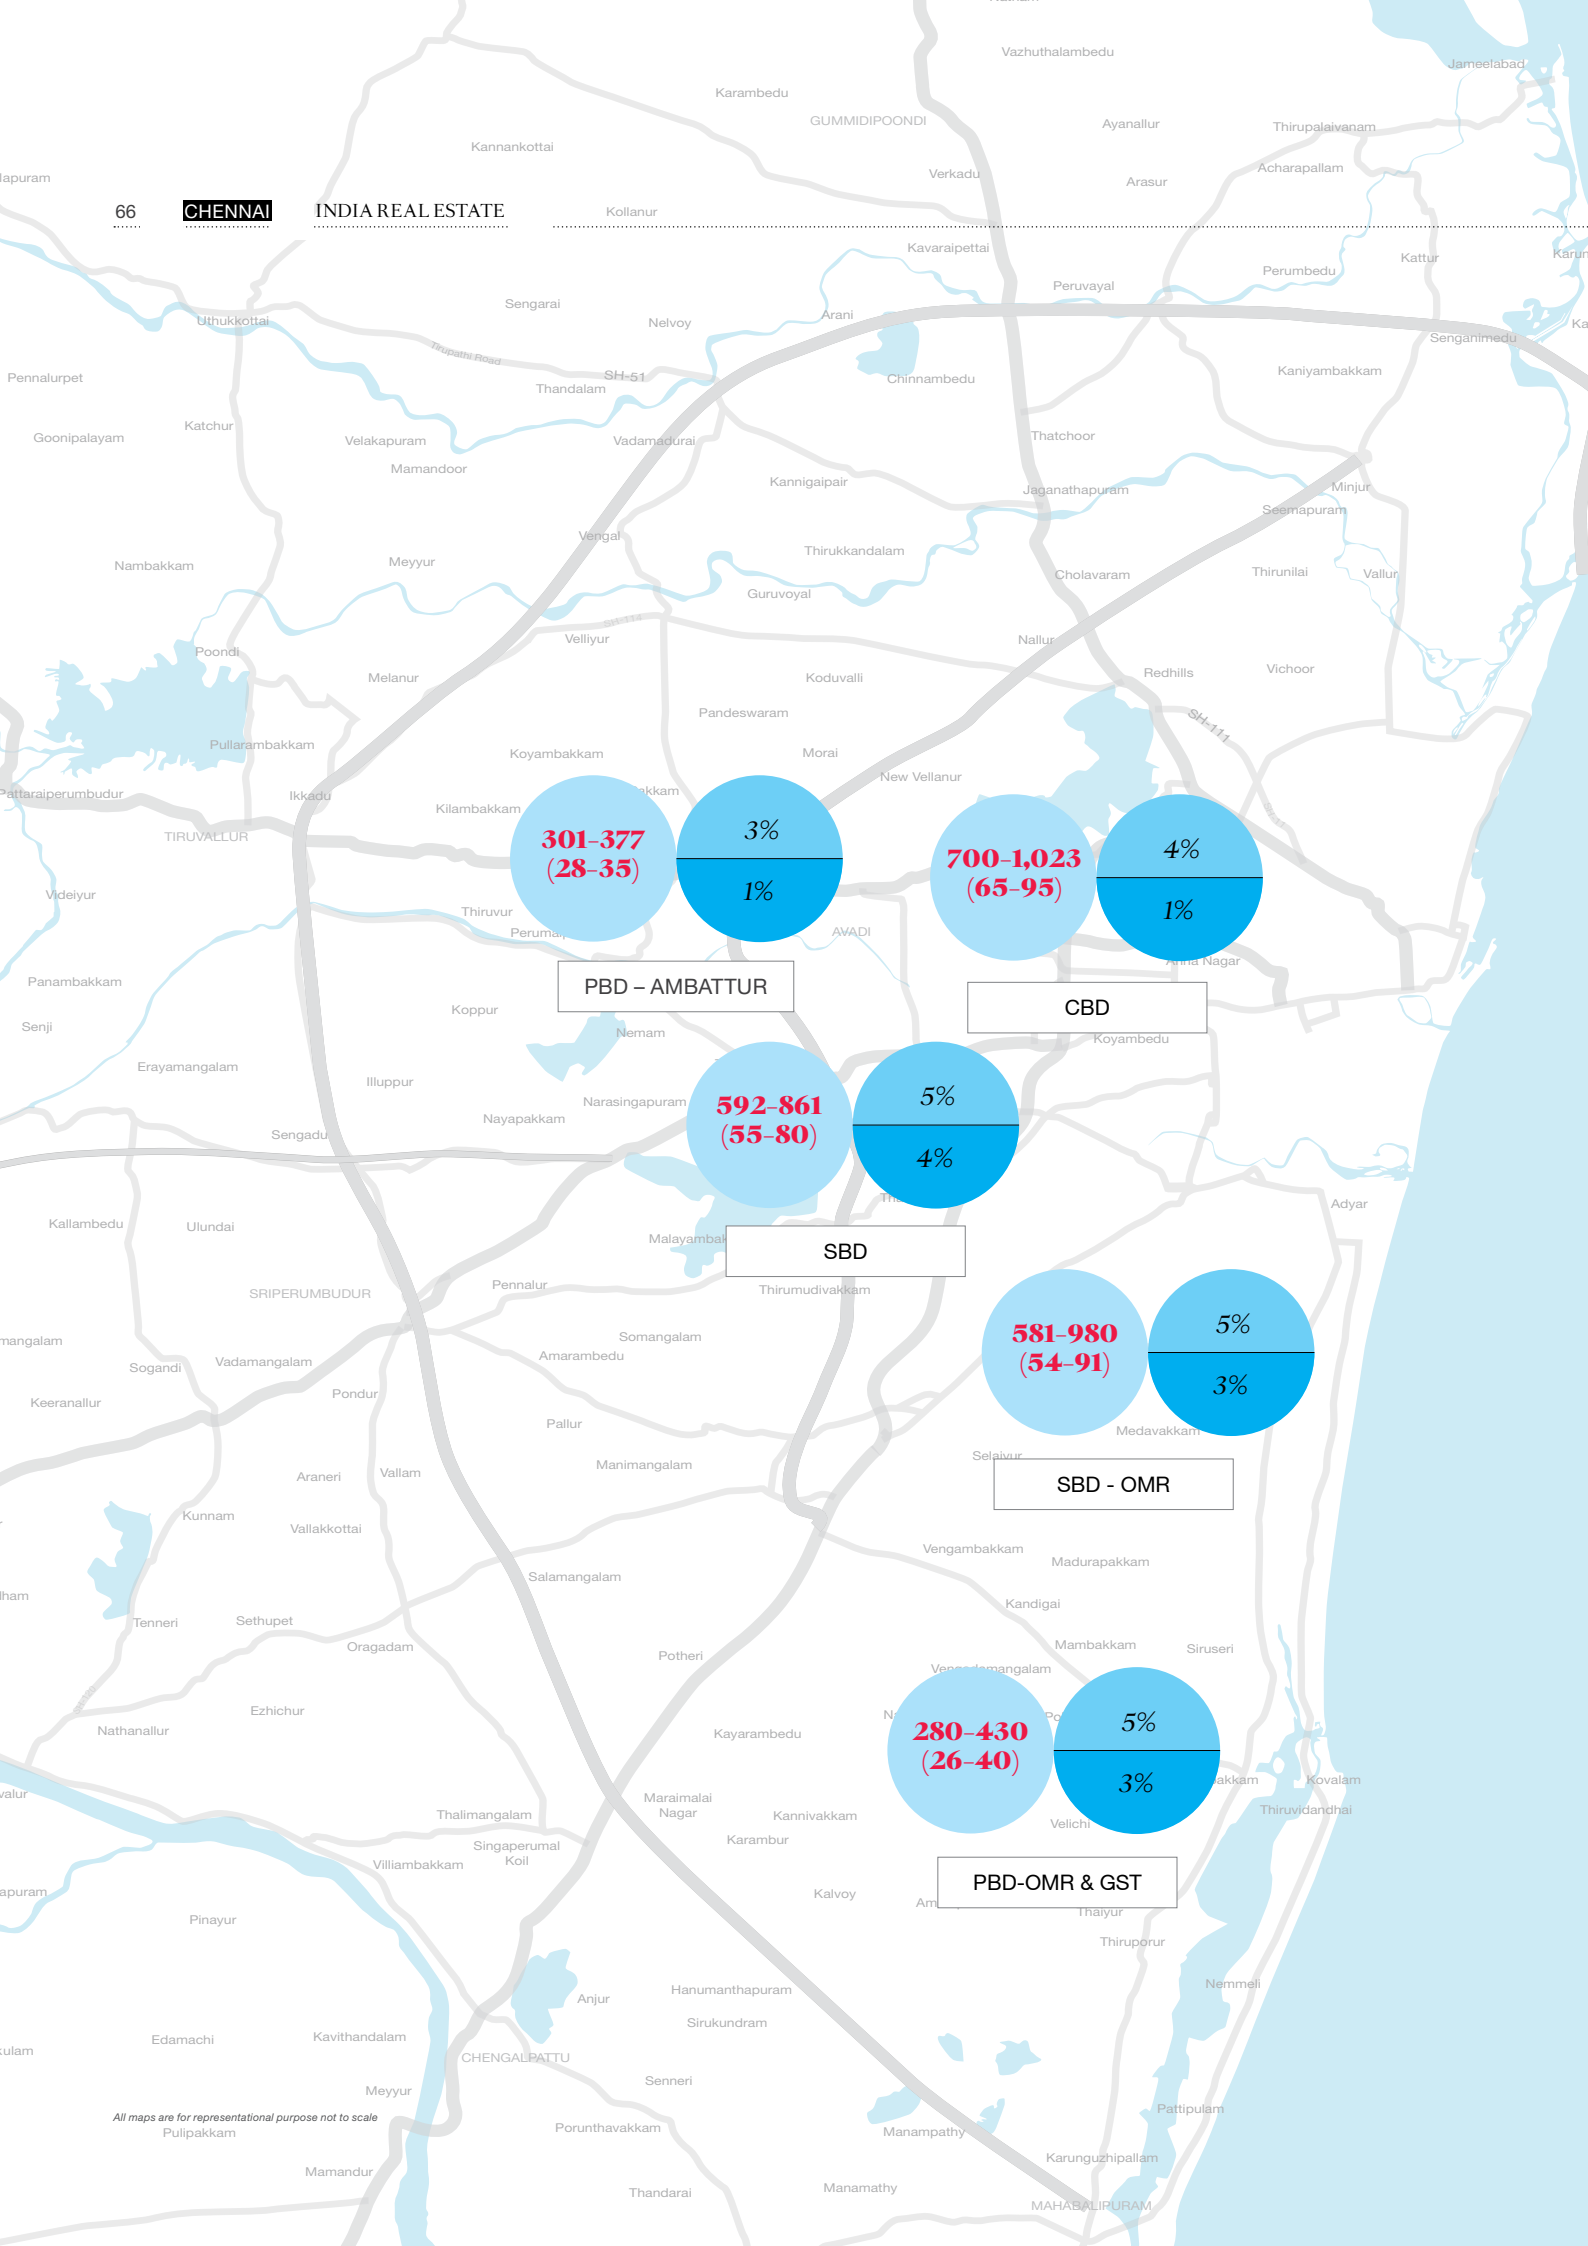 Vazhuthalambedu
Jameelabad
Karambedu
GUMMIDIPOONDI
Ayanallur
Thirupalaivanam
Kannankottai
Verkadu
Acharapallam
Arasur
66 CHENNAI INDIA REAL ESTATE
Kollanur
Kavaraipettai
Kattur
Perumbedu
Peruvayal
Sengarai
Arani
Uthukkottai
Nelvoy
Senganimedu
Tirupathi Road
SH-51
Pennalurpet
Thandalam
Chinnambedu
Kaniyambakkam
Katchur
Goonipalayam
Velakapuram
Vadamadurai
Thatchoor
Mamandoor
Kannigaipair
Jaganathapuram
Minjur
Seemapuram
Vengal
Thirukkandalam
Nambakkam
Meyyur
Cholavaram
Thirunilai
Vallur
Guruvoyal
SH-114
Velliyur
Nallur
Poondi
Melanur
Koduvalli
Redhills
Vichoor
Pandeswaram
SH-111
Pullarambakkam
Koyambakkam
Morai
New Vellanur
Pattaraiperumbudur
Ikkadu
Kilambakkam
TIRUVALLUR
301–377
(28–35)
3%
1%
700–1,023
(65–95)
4%
1%
Videiyur
Thiruvur
AVADI
Anna Nagar
PBD – AMBATTUR
Panambakkam
CBD
Koppur
Senji
Nemam
Koyambedu
Erayamangalam
Illuppur
Narasingapuram
Nayapakkam
592–861
(55–80)
5%
4%
Sengadu
Adyar
Kallambedu
Ulundai
SBD
Pennalur
Thirumudivakkam
SRIPERUMBUDUR
581–980
(54–91)
5%
3%
Somangalam
Amarambedu
Vadamangalam
Sogandi
Pondur
Keeranallur
Pallur
Medavakkam
Selaiyur
Manimangalam
Araneri
Vallam
SBD - OMR
Kunnam
Vallakkottai
Vengambakkam
Madurapakkam
Salamangalam
Kandigai
Tenneri
Sethupet
Oragadam
Mambakkam
Siruseri
Potheri
Ezhichur
Nathanallur
Kayarambedu
280–430
(26–40)
5%
3%
Kovalam
Maraimalai
Nagar
Thiruvidandhai
Thalimangalam
Kannivakkam
Velichi
Karambur
Singaperumal
Koil
Villiambakkam
PBD-OMR & GST
Kalvoy
Thaiyur
Pinayur
Thiruporur
Nemmeli
Hanumanthapuram
Anjur
Sirukundram
Edamachi
Kavithandalam
CHENGALPATTU
Senneri
Meyyur
Pattipulam
All maps are for representational purpose not to scale
Pulipakkam
Porunthavakkam
Manampathy
Karunguzhipallam
Mamandur
Manamathy
Thandarai
MAHABALIPURAM